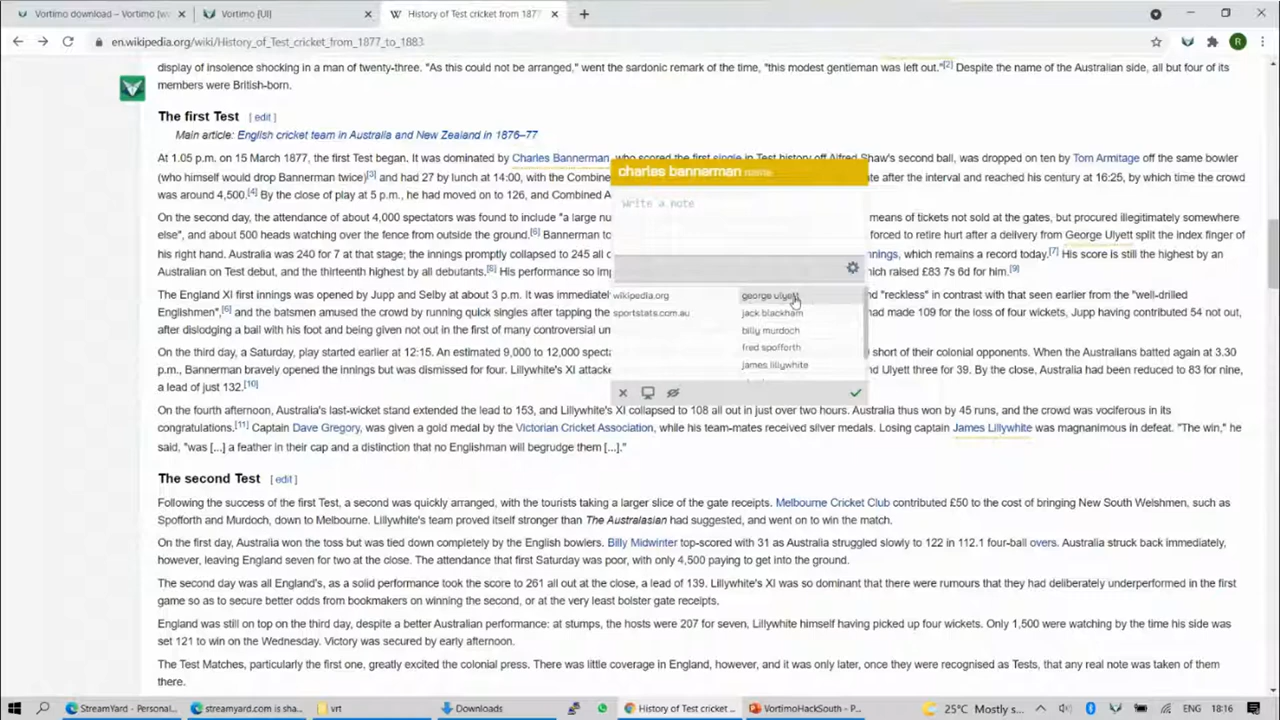 Vortimo download – Vortimo [w
Vortimo [UI]
History of Test cricket from 1877
en.wikipedia.org/wiki/History_of_Test_cricket_from_1877_to_1883
R
display of insolence shocking in a man of twenty-three. "As this could not be arranged," went the sardonic remark of the time, "this modest gentleman was left out."[2] Despite the name of the Australian side, all but four of its
members were British-born.
The first Test [ edit ]
Main article: English cricket team in Australia and New Zealand in 1876–77
At 1.05 p.m. on 15 March 1877, the first Test began. It was dominated by Charles Bannerman, who scored the first single in Test history off Alfred Shaw's second ball, was dropped on ten by Tom Armitage off the same bowler
(who himself would drop Bannerman twice)[3] and had 27 by lunch at 14:00, with the Combine
ate after the interval and reached his century at 16:25, by which time the crowd
was around 4,500.[4] By the close of play at 5 p.m., he had moved on to 126, and Combined A
On the second day, the attendance of about 4,000 spectators was found to include "a large nu
means of tickets not sold at the gates, but procured illegitimately somewhere
else", and about 500 heads watching over the fence from outside the ground.[6] Bannerman to
forced to retire hurt after a delivery from George Ulyett split the index finger of
his right hand. Australia was 240 for 7 at that stage; the innings promptly collapsed to 245 all o
nnings, which remains a record today.[7] His score is still the highest by an
Australian on Test debut, and the thirteenth highest by all debutants.[8] His performance so imp
hich raised £83 7s 6d for him.[9]
The England XI first innings was opened by Jupp and Selby at about 3 p.m. It was immediatel
nd "reckless" in contrast with that seen earlier from the "well-drilled
Englishmen",[6] and the batsmen amused the crowd by running quick singles after tapping the
had made 109 for the loss of four wickets, Jupp having contributed 54 not out,
after dislodging a ball with his foot and being given not out in the first of many controversial un
On the third day, a Saturday, play started earlier at 12:15. An estimated 9,000 to 12,000 spect
short of their colonial opponents. When the Australians batted again at 3.30
p.m., Bannerman bravely opened the innings but was dismissed for four. Lillywhite's XI attacke
r and Ulyett three for 39. By the close, Australia had been reduced to 83 for nine,
a lead of just 132.[10]
On the fourth afternoon, Australia's last-wicket stand extended the lead to 153, and Lillywhite's XI collapsed to 108 all out in just over two hours. Australia thus won by 45 runs, and the crowd was vociferous in its
congratulations.[11] Captain Dave Gregory, was given a gold medal by the Victorian Cricket Association, while his team-mates received silver medals. Losing captain James Lillywhite was magnanimous in defeat. "The win," he
said, "was [...] a feather in their cap and a distinction that no Englishman will begrudge them [...]."
charles bannerman name
Write a note
wikipedia.org
george ulyett
sportstats.com.au
jack blackham
billy murdoch
fred spofforth
james lillywhite
The second Test [ edit ]
Following the success of the first Test, a second was quickly arranged, with the tourists taking a larger slice of the gate receipts. Melbourne Cricket Club contributed £50 to the cost of bringing New South Welshmen, such as
Spofforth and Murdoch, down to Melbourne. Lillywhite's team proved itself stronger than The Australasian had suggested, and went on to win the match.
On the first day, Australia won the toss but was tied down completely by the English bowlers. Billy Midwinter top-scored with 31 as Australia struggled slowly to 122 in 112.1 four-ball overs. Australia struck back immediately,
however, leaving England seven for two at the close. The attendance that first Saturday was poor, with only 4,500 paying to get into the ground.
The second day was all England's, as a solid performance took the score to 261 all out at the close, a lead of 139. Lillywhite's XI was so dominant that there were rumours that they had deliberately underperformed in the first
game so as to secure better odds from bookmakers on winning the second, or at the very least bolster gate receipts.
England was still on top on the third day, despite a better Australian performance: at stumps, the hosts were 207 for seven, Lillywhite himself having picked up four wickets. Only 1,500 were watching by the time his side was
set 121 to win on the Wednesday. Victory was secured by early afternoon.
The Test Matches, particularly the first one, greatly excited the colonial press. There was little coverage in England, however, and it was only later, once they were recognised as Tests, that any real note was taken of them
there.
StreamYard - Personal...
streamyard.com is sha...
vrt
Downloads
History of Test cricket ...
VortimoHackSouth - P...
25°C Mostly s...
ENG
18:16